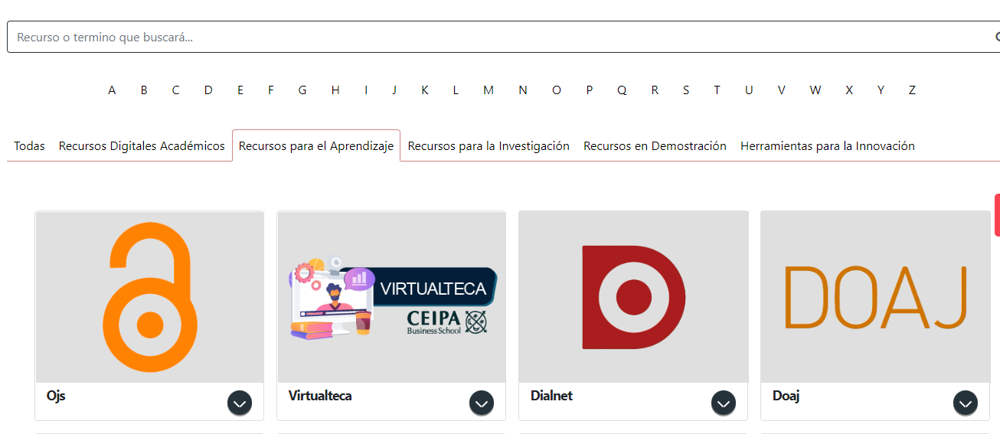 Recurso o termino que buscará...
A B C D E F G H I J K L M N O P Q R S T U V W X Y Z
Todas Recursos Digitales Académicos Recursos para el Aprendizaje Recursos para la Investigación Recursos en Demostración Herramientas para la Innovación
VIRTUALTECA
CEIPA
Business School
DOAJ
Ojs Virtualteca Dialnet Doaj